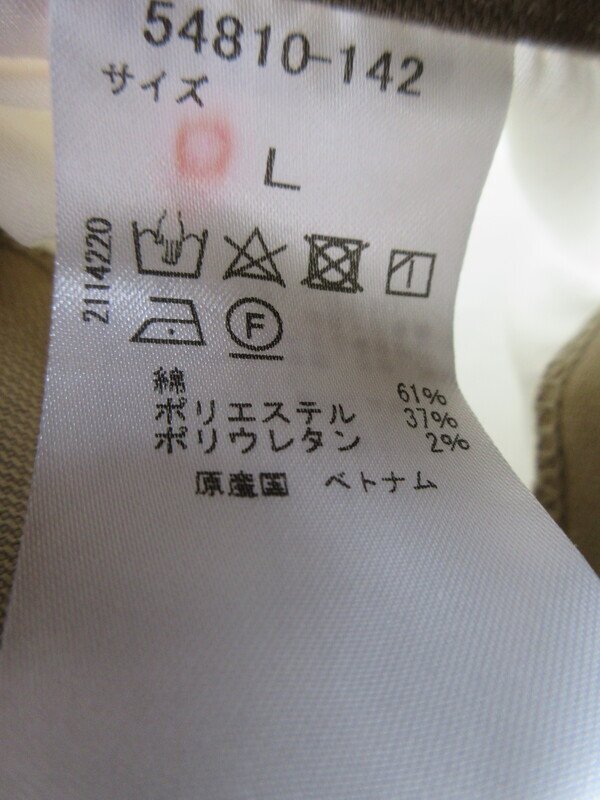 54810-142
サイズ
L
2114220
F
綿 61%
ポリエステル 37%
ポリウレタン 2%
原産国 ベトナム